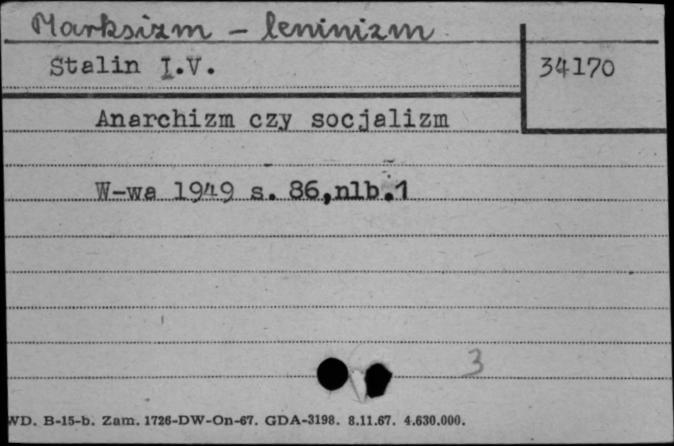 Marksizm - leninizm
Stalin I.V.
34170
Anarchizm czy socjalizm
W-wa 1949 s. 86,nlb.1
3
WD. B-15-b. Zam. 1726-DW-On-67. GDA-3198. 8.11.67. 4.630.000.